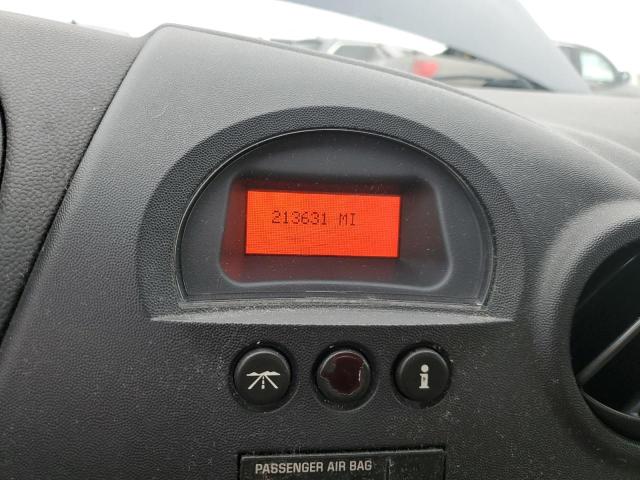 213631 MI
i
PASSENGER AIR BAG